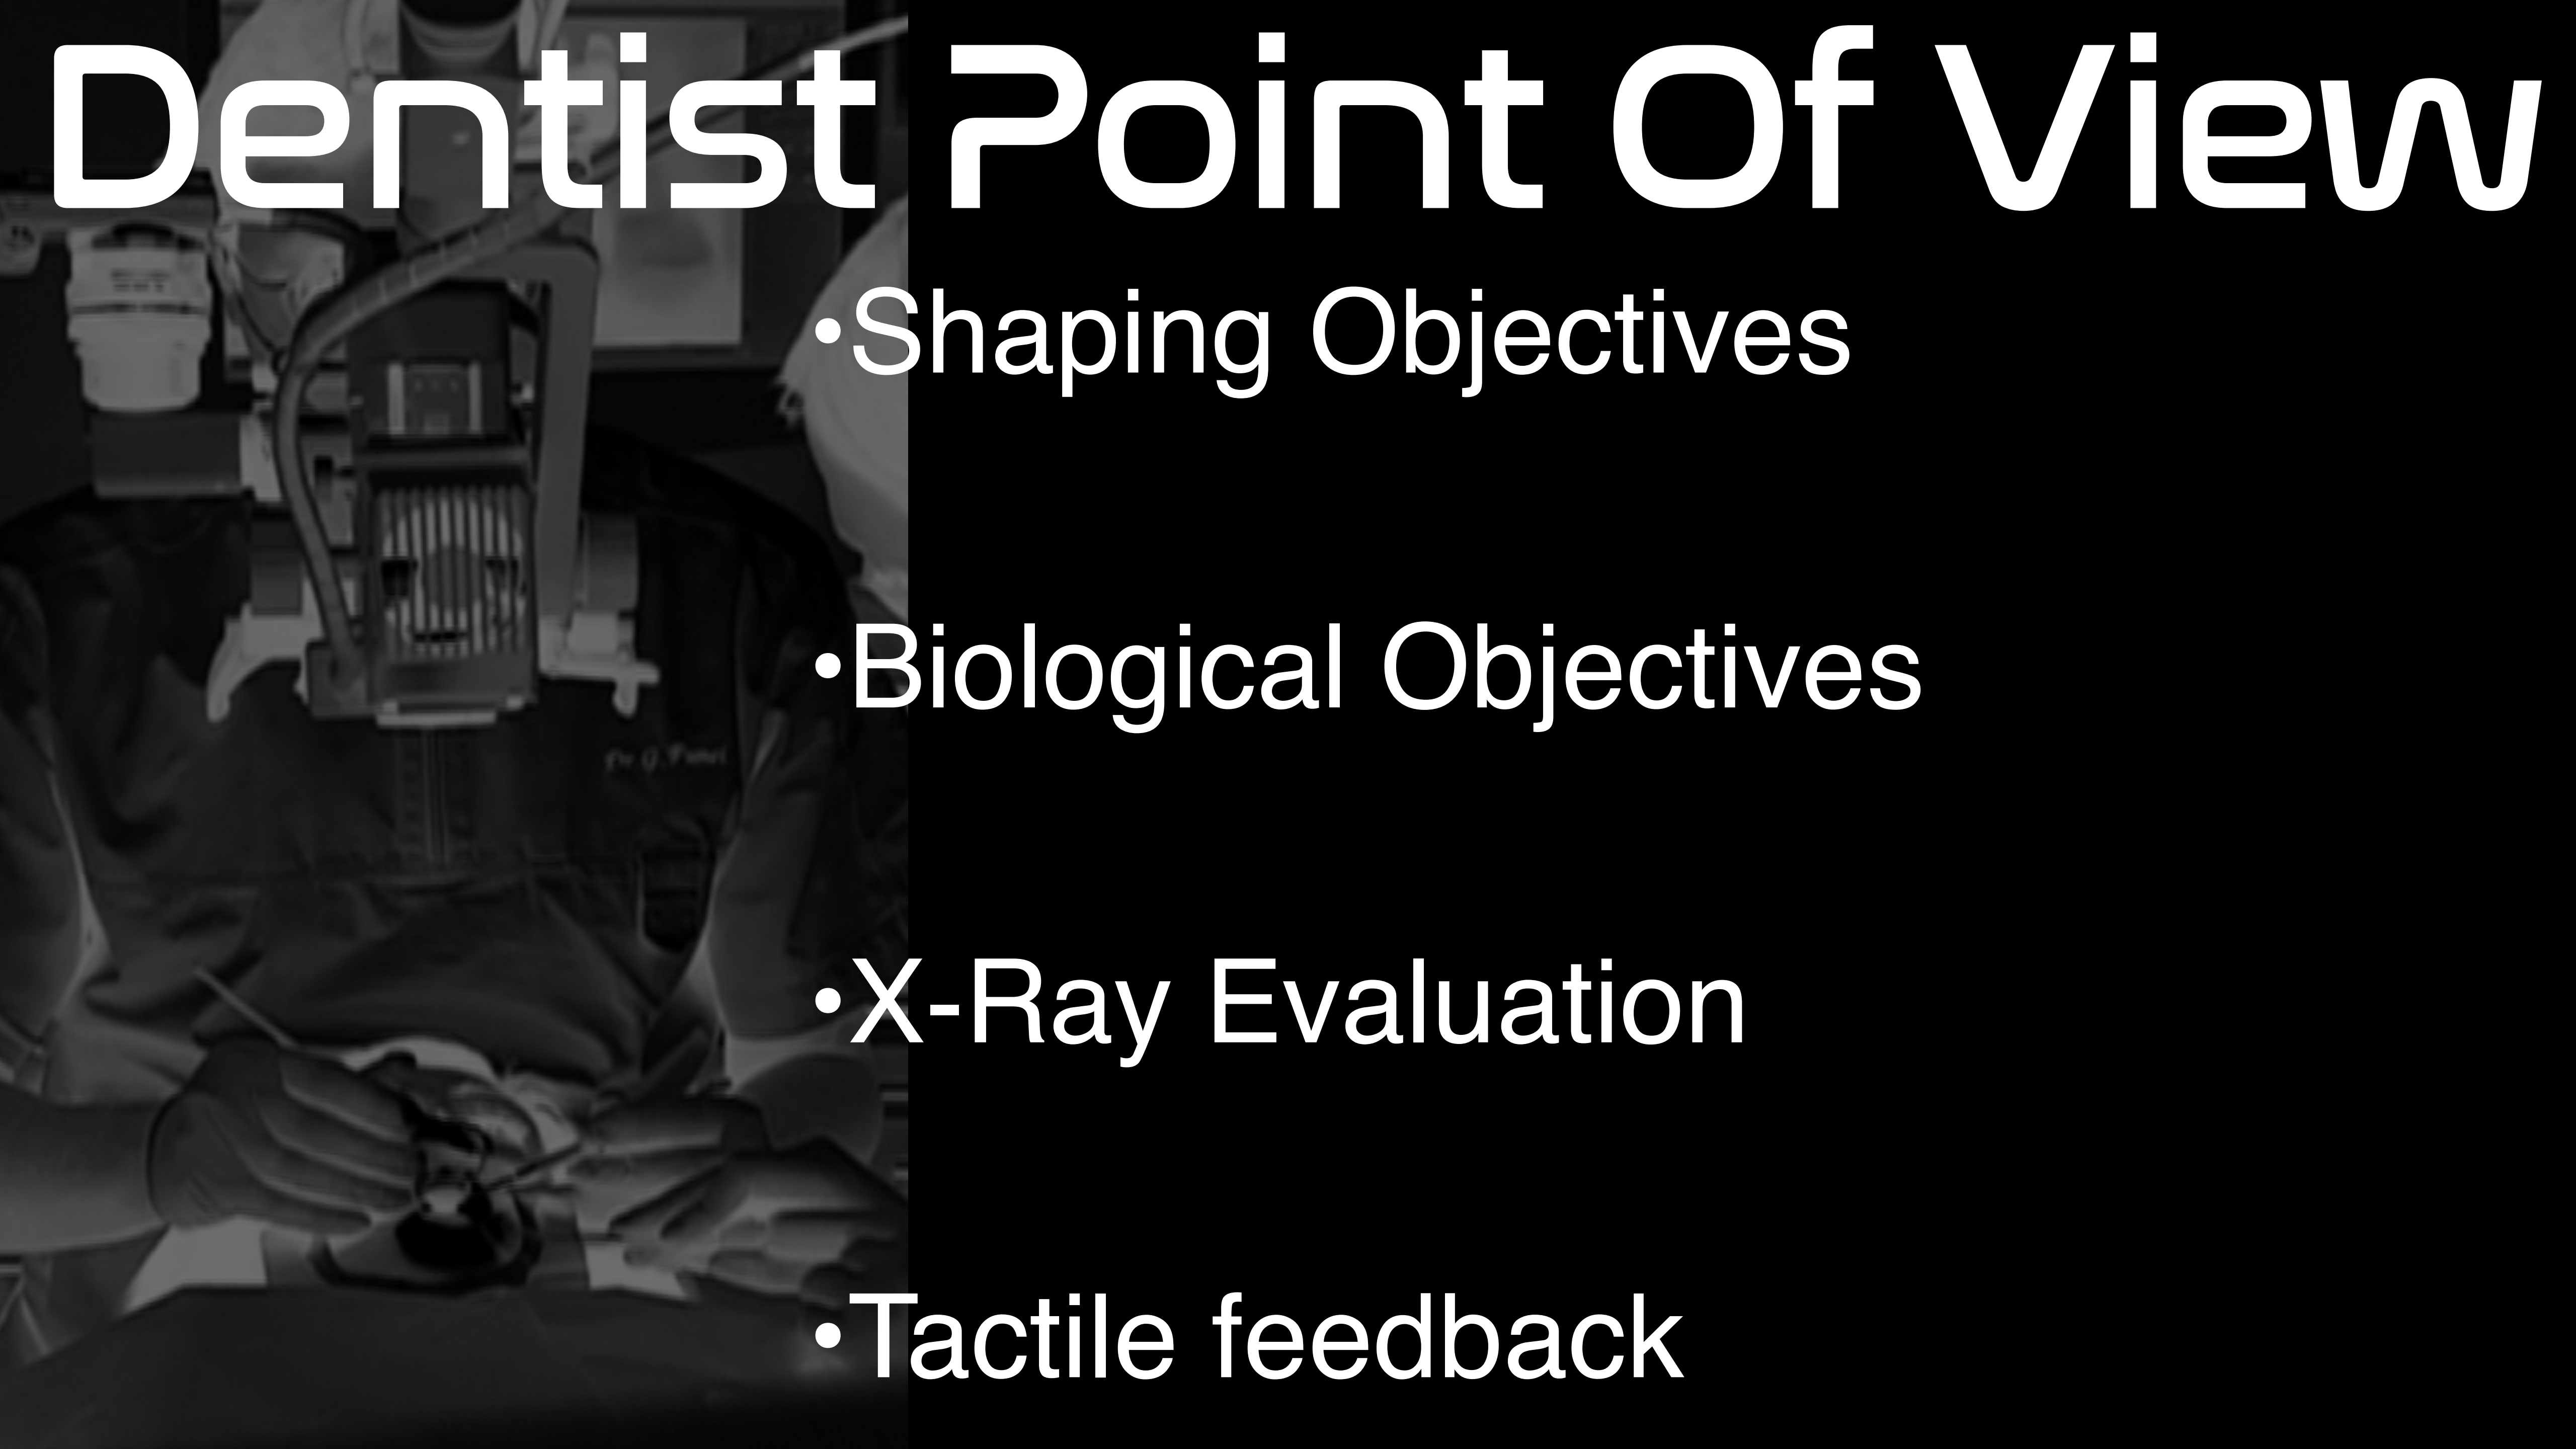 Dentist Point Of View
•Shaping Objectives
•Biological Objectives
•X-Ray Evaluation
•Tactile feedback